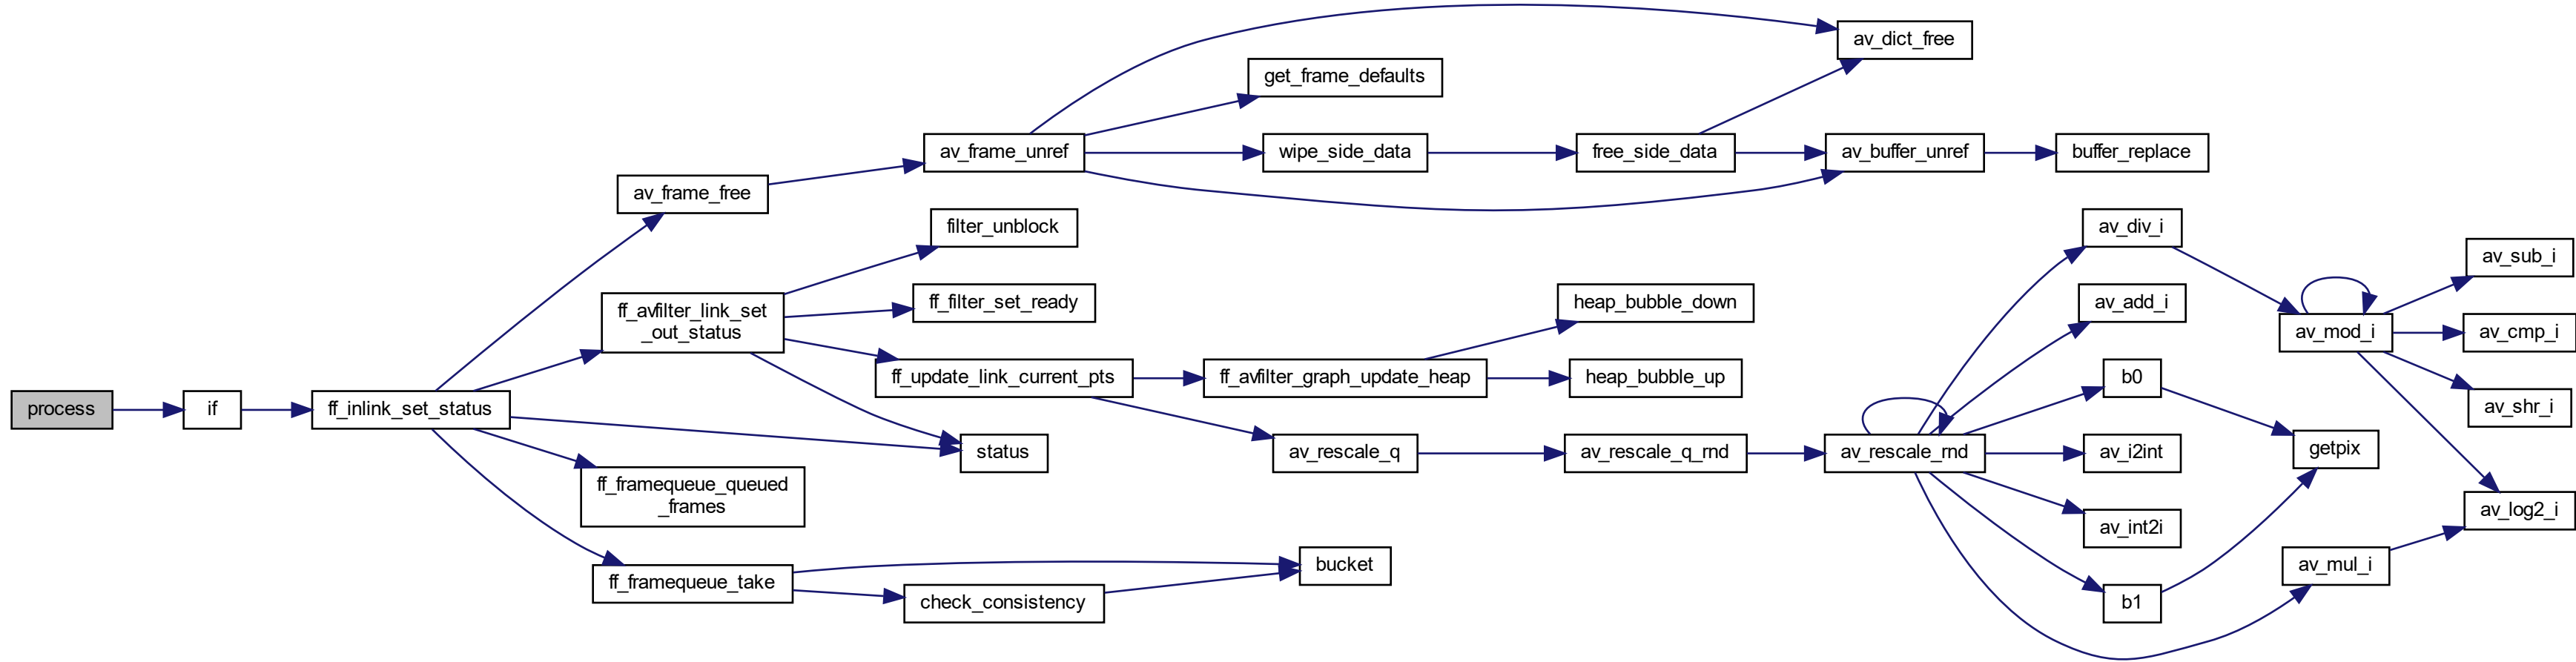 process
if
ff_inlink_set_status
av_frame_free
av_frame_unref
av_dict_free
get_frame_defaults
wipe_side_data
free_side_data
av_buffer_unref
buffer_replace
ff_avfilter_link_set
_out_status
filter_unblock
ff_filter_set_ready
ff_update_link_current_pts
ff_avfilter_graph_update_heap
heap_bubble_down
heap_bubble_up
av_rescale_q
av_rescale_q_rnd
av_rescale_rnd
av_div_i
av_mod_i
av_sub_i
av_cmp_i
av_shr_i
av_log2_i
av_add_i
b0
getpix
av_i2int
av_int2i
b1
av_mul_i
status
ff_framequeue_queued
_frames
ff_framequeue_take
bucket
check_consistency